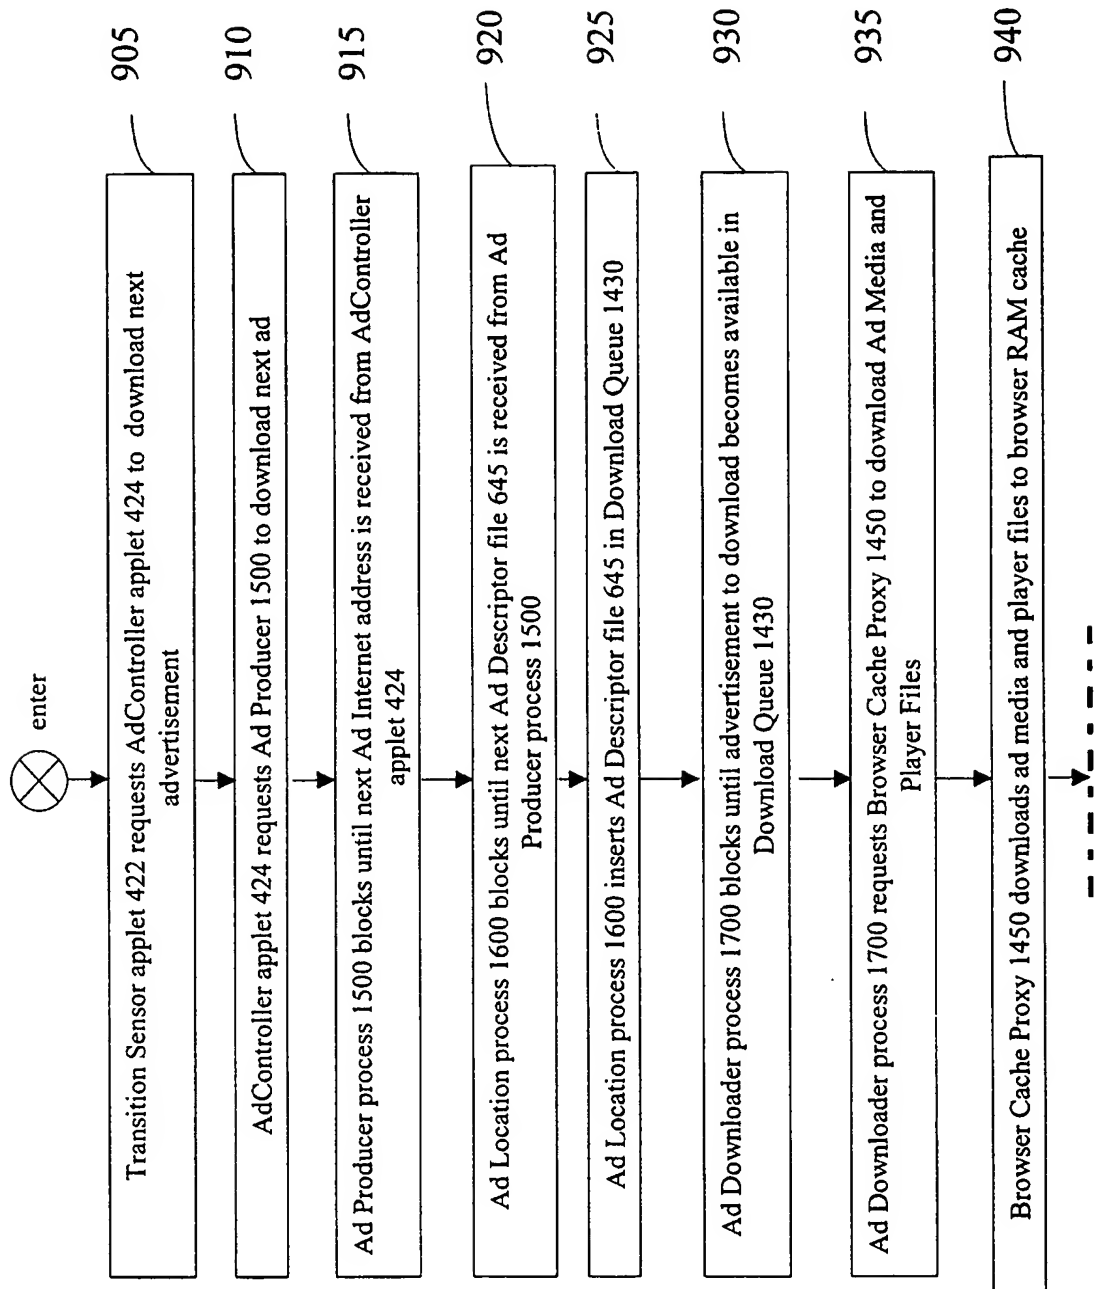 enter
Transition Sensor applet 422 requests AdController applet 424 to download next
advertisement
905
AdController applet 424 requests Ad Producer 1500 to download next ad
910
Ad Producer process 1500 blocks until next Ad Internet address is received from AdController
applet 424
915
Ad Location process 1600 blocks until next Ad Descriptor file 645 is received from Ad
Producer process 1500
920
Ad Location process 1600 inserts Ad Descriptor file 645 in Download Queue 1430
925
Ad Downloader process 1700 blocks until advertisement to download becomes available in
Download Queue 1430
930
Ad Downloader process 1700 requests Browser Cache Proxy 1450 to download Ad Media and
Player Files
935
Browser Cache Proxy 1450 downloads ad media and player files to browser RAM cache
940